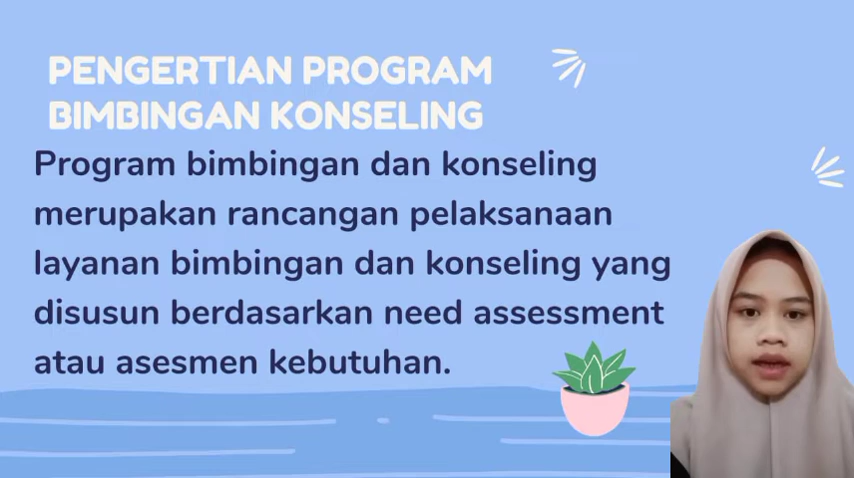 PENGERTIAN PROGRAM
BIMBINGAN KONSELING
Program bimbingan dan konseling
merupakan rancangan pelaksanaan
layanan bimbingan dan konseling yang
disusun berdasarkan need assessment
atau asesmen kebutuhan.